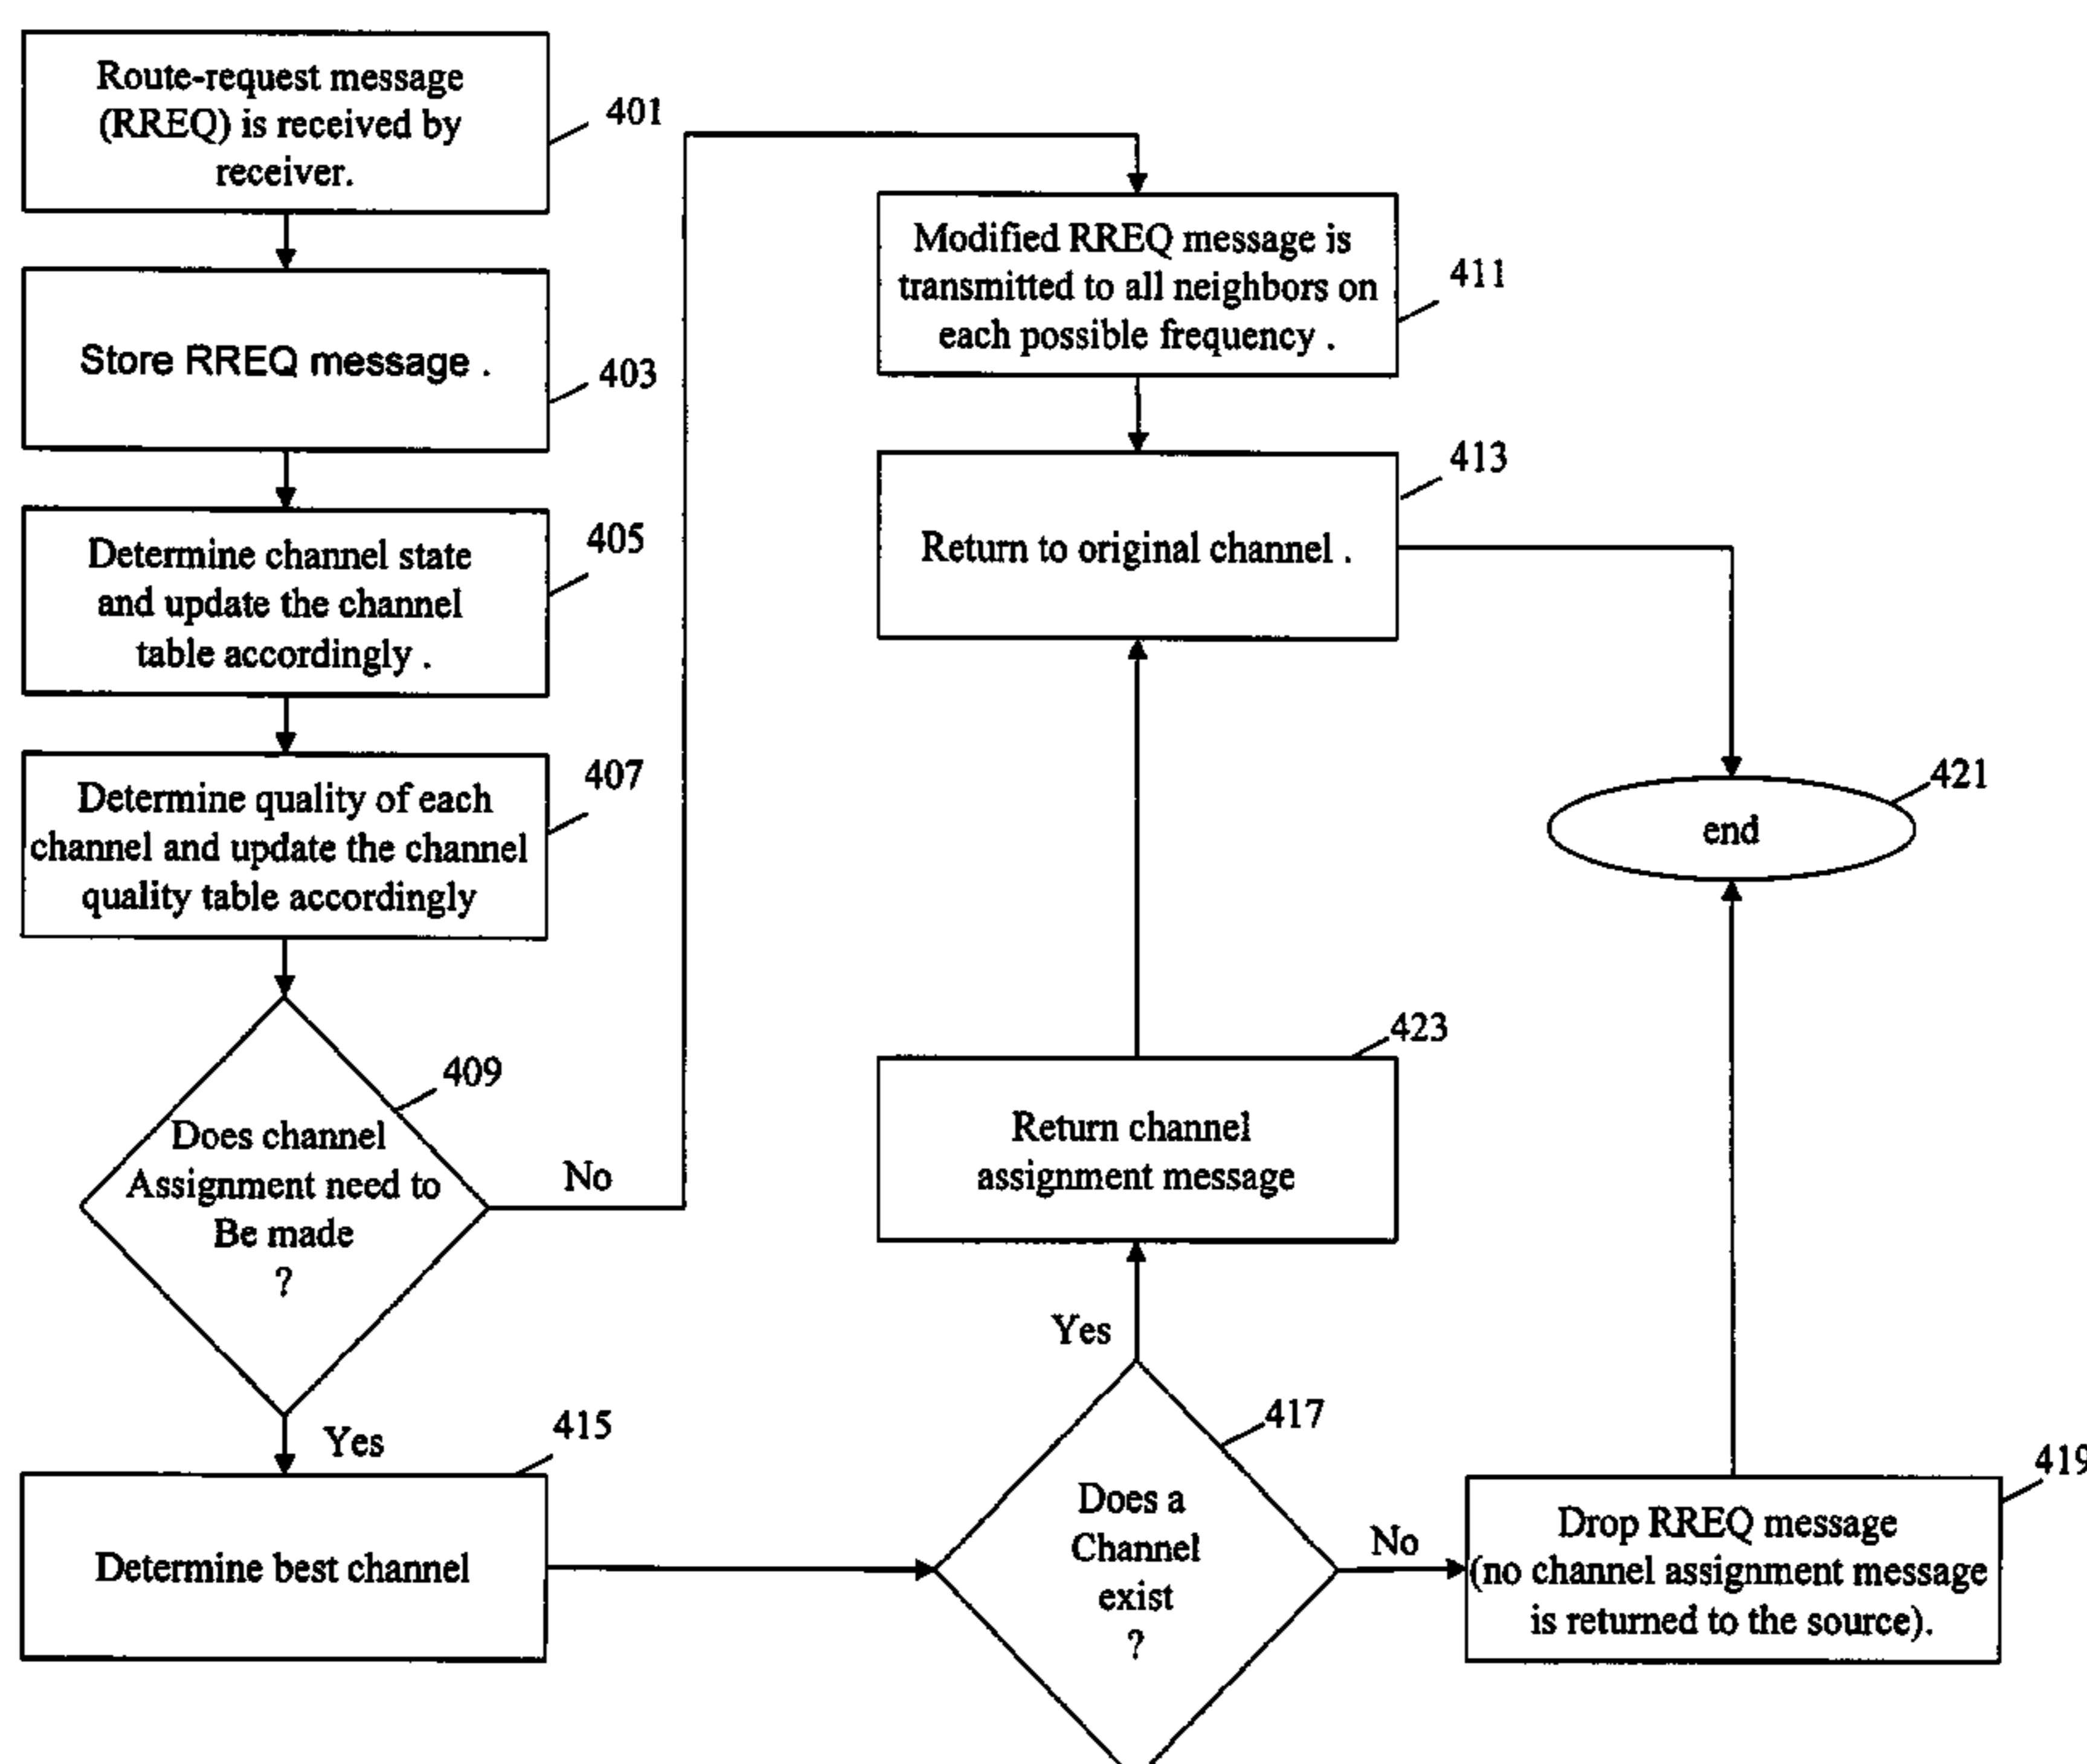 Route-request message
(RREQ) is received by
receiver.
401
Store RREQ message .
403
Determine channel state
and update the channel
table accordingly .
405
Determine quality of each
channel and update the channel
quality table accordingly
407
Does channel
Assignment need to
Be made
?
409
No
Yes
Modified RREQ message is
transmitted to all neighbors on
each possible frequency .
411
Return to original channel .
413
end
421
Return channel
assignment message
423
Yes
Determine best channel
415
Does a
Channel
exist
?
417
No
Drop RREQ message
(no channel assignment message
is returned to the source).
419